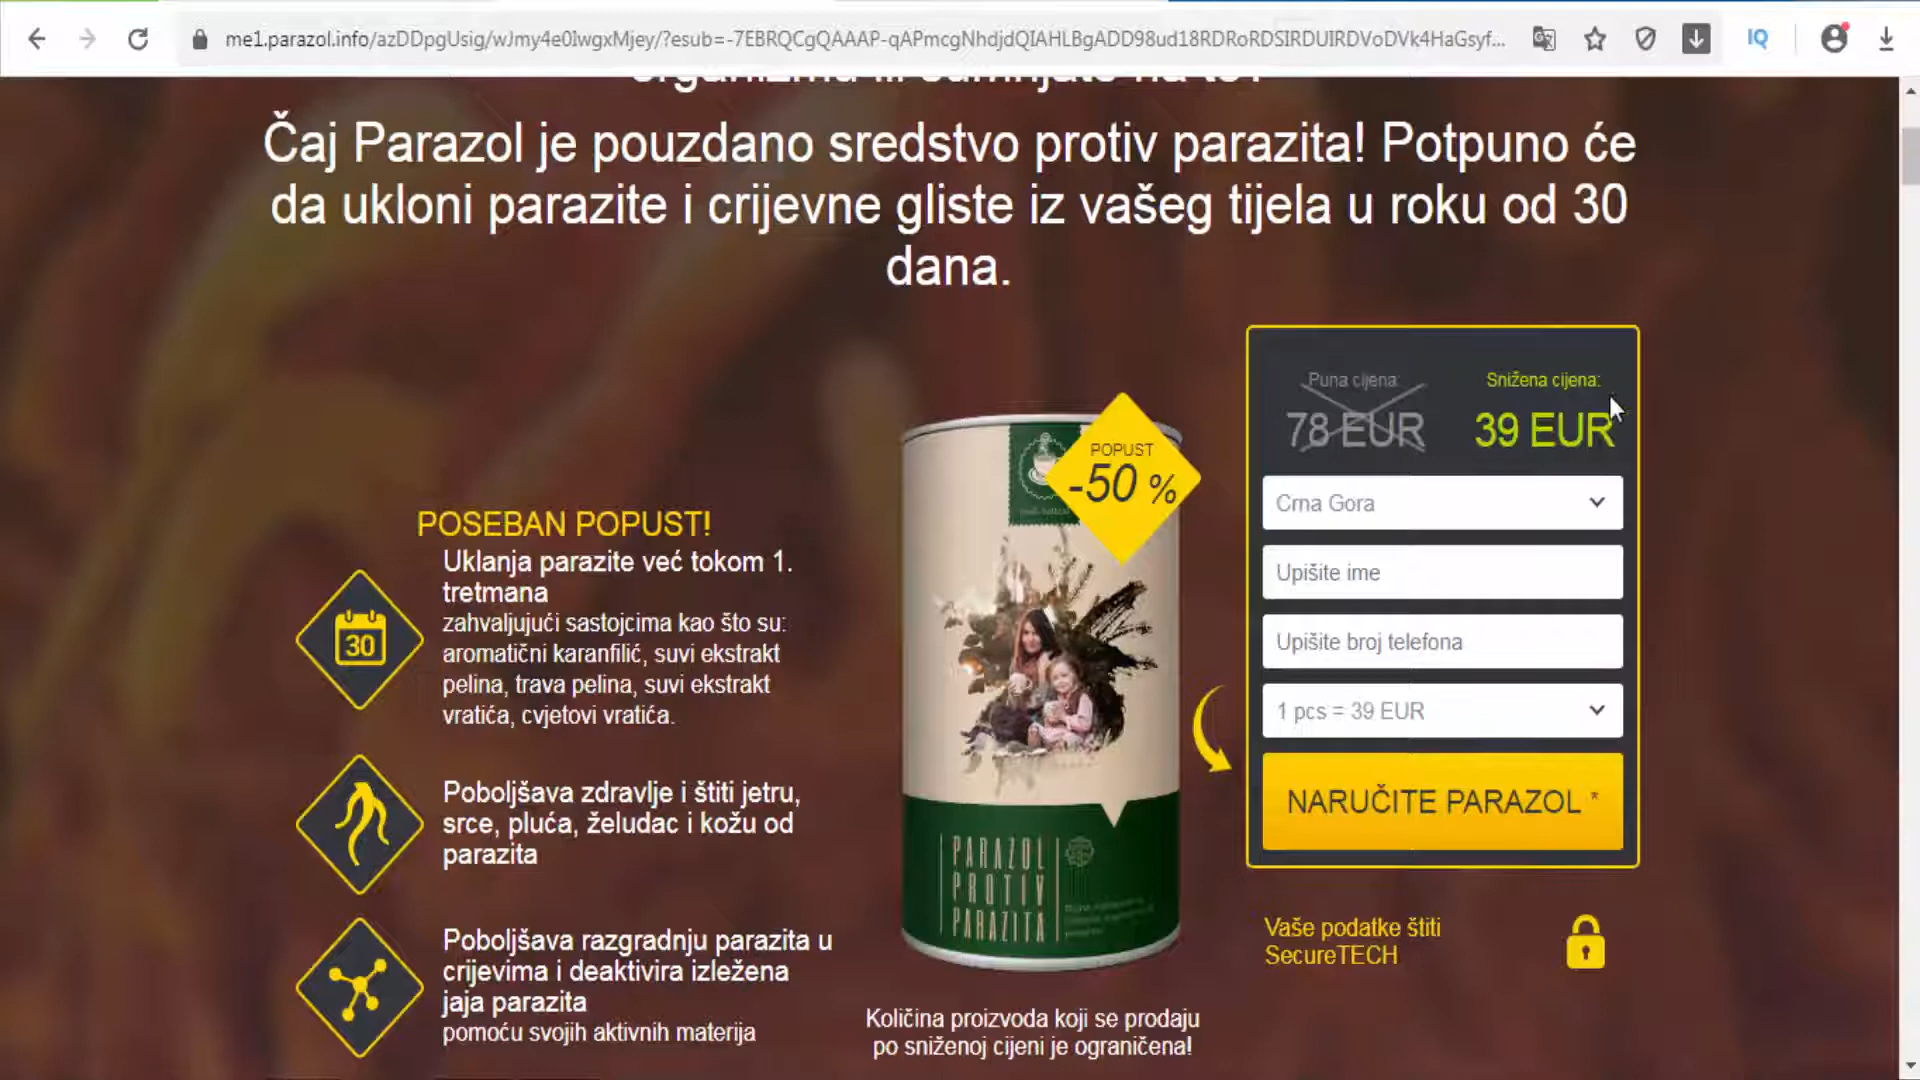 me1.parazol.info/azDDpgUsig/wJmy4e0IwgxMjey/?esub=-7EBRQCgQAAAP-qAPmcgNhdjdQIAHLBgADD98ud18RDRoRDSIRDUIRDVoDVk4HaGsyf...
IQ
Čaj Parazol je pouzdano sredstvo protiv parazita! Potpuno će
da ukloni parazite i crijevne gliste iz vašeg tijela u roku od 30
dana.
POSEBAN POPUST!
30
Uklanja parazite već tokom 1.
tretmana
zahvaljujući sastojcima kao što su:
aromatični karanfilić, suvi ekstrakt
pelina, trava pelina, suvi ekstrakt
vratića, cvjetovi vratića.
Poboljšava zdravlje i štiti jetru,
srce, pluća, želudac i kožu od
parazita
Poboljšava razgradnju parazita u
crijevima i deaktivira izležena
jaja parazita
pomoću svojih aktivnih materija
POPUST
-50 %
PARAZOL
PROTIV
PARAZITA
Količina proizvoda koji se prodaju
po sniženoj cijeni je ograničena!
Puna cijena:
78 EUR
Snižena cijena:
39 EUR
Crna Gora
Upišite ime
Upišite broj telefona
1 pcs = 39 EUR
NARUČITE PARAZOL *
Vaše podatke štiti
SecureTECH